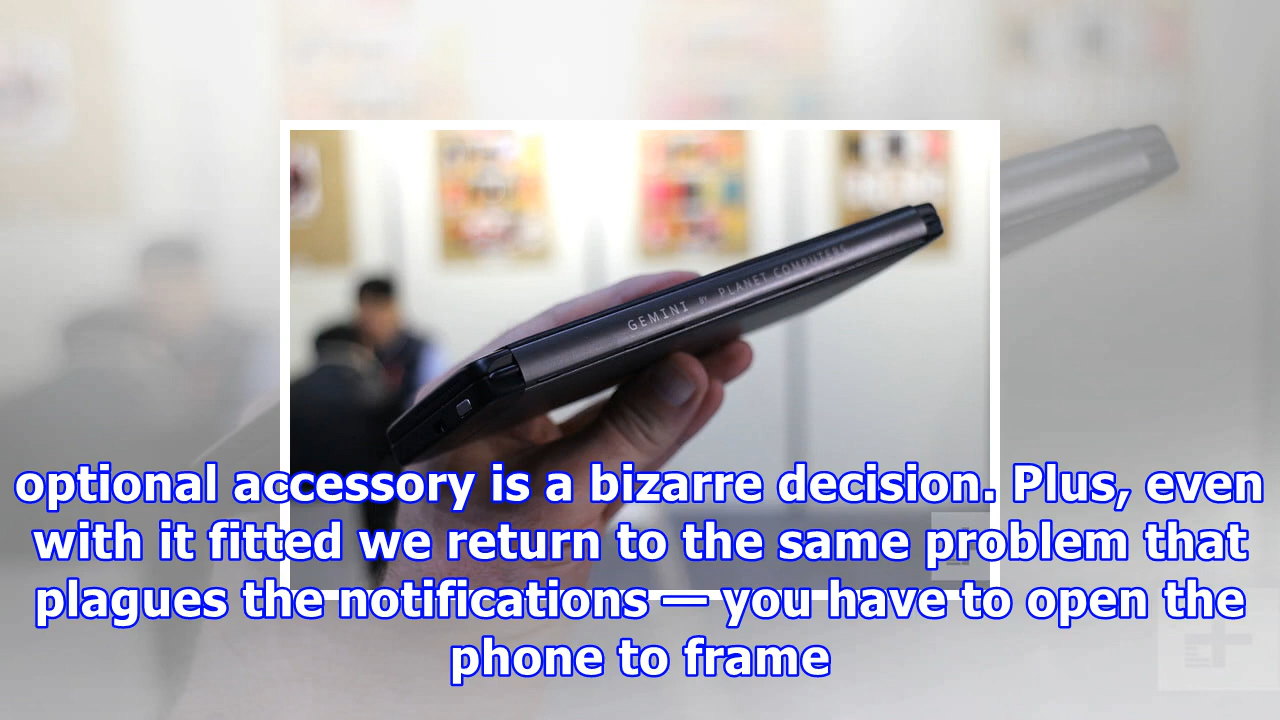 GEMINI BY PLANET COMPUTERS
optional accessory is a bizarre decision. Plus, even
with it fitted we return to the same problem that
plagues the notifications — you have to open the
phone to frame